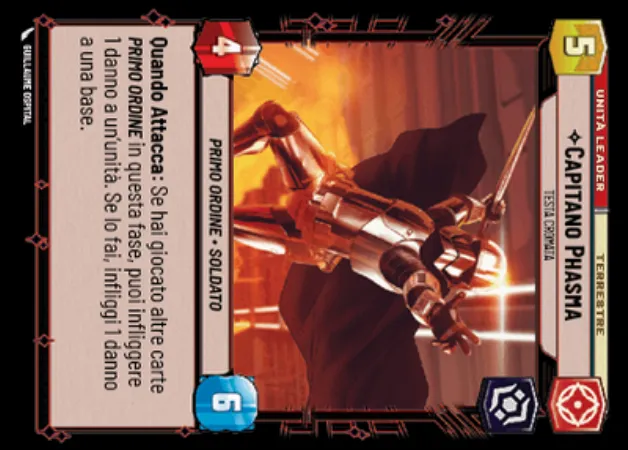 5
UNITÀ LEADER
TERRESTRE
CAPITANO PHASMA
TESTA CROMATA
4
6
PRIMO ORDINE • SOLDATO
Quando Attacca: Se hai giocato altre carte
PRIMO ORDINE in questa fase, puoi infliggere
1 danno a un'unità. Se lo fai, infliggi 1 danno
a una base.
GUILLAUME OSPITAL